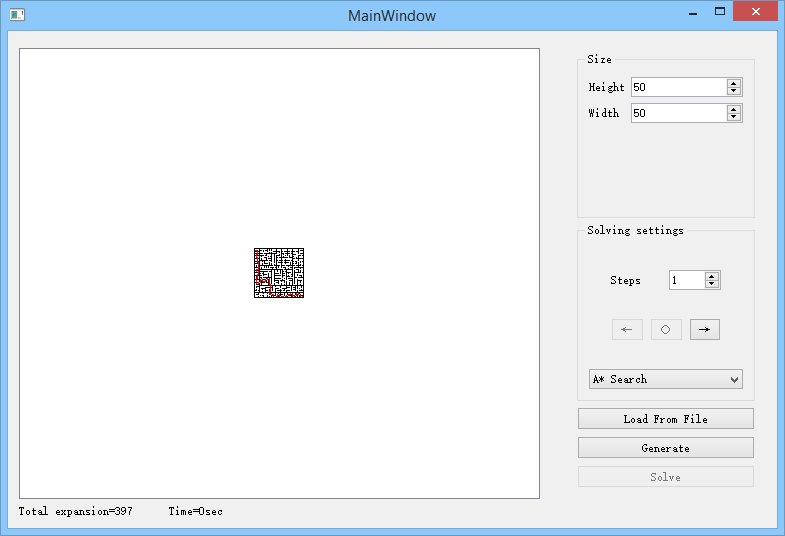 MainWindow
Size
Height 50
Width 50
Solving settings
Steps 1
A* Search
Load From File
Generate
Solve
Total expansion=397 Time=0sec